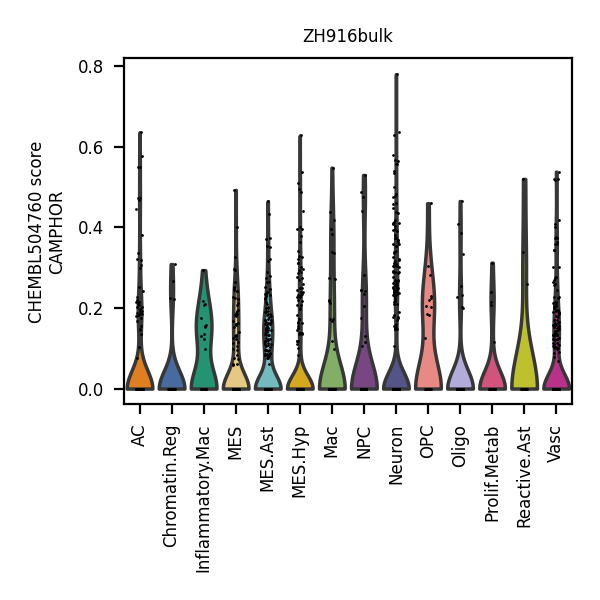 ZH916bulk
CHEMBL504760 score
CAMPHOR
0.8
0.6
0.4
0.2
0.0
AC
Chromatin.Reg
Inflammatory.Mac
MES
MES.Ast
MES.Hyp
Mac
NPC
Neuron
OPC
Oligo
Prolif.Metab
Reactive.Ast
Vasc